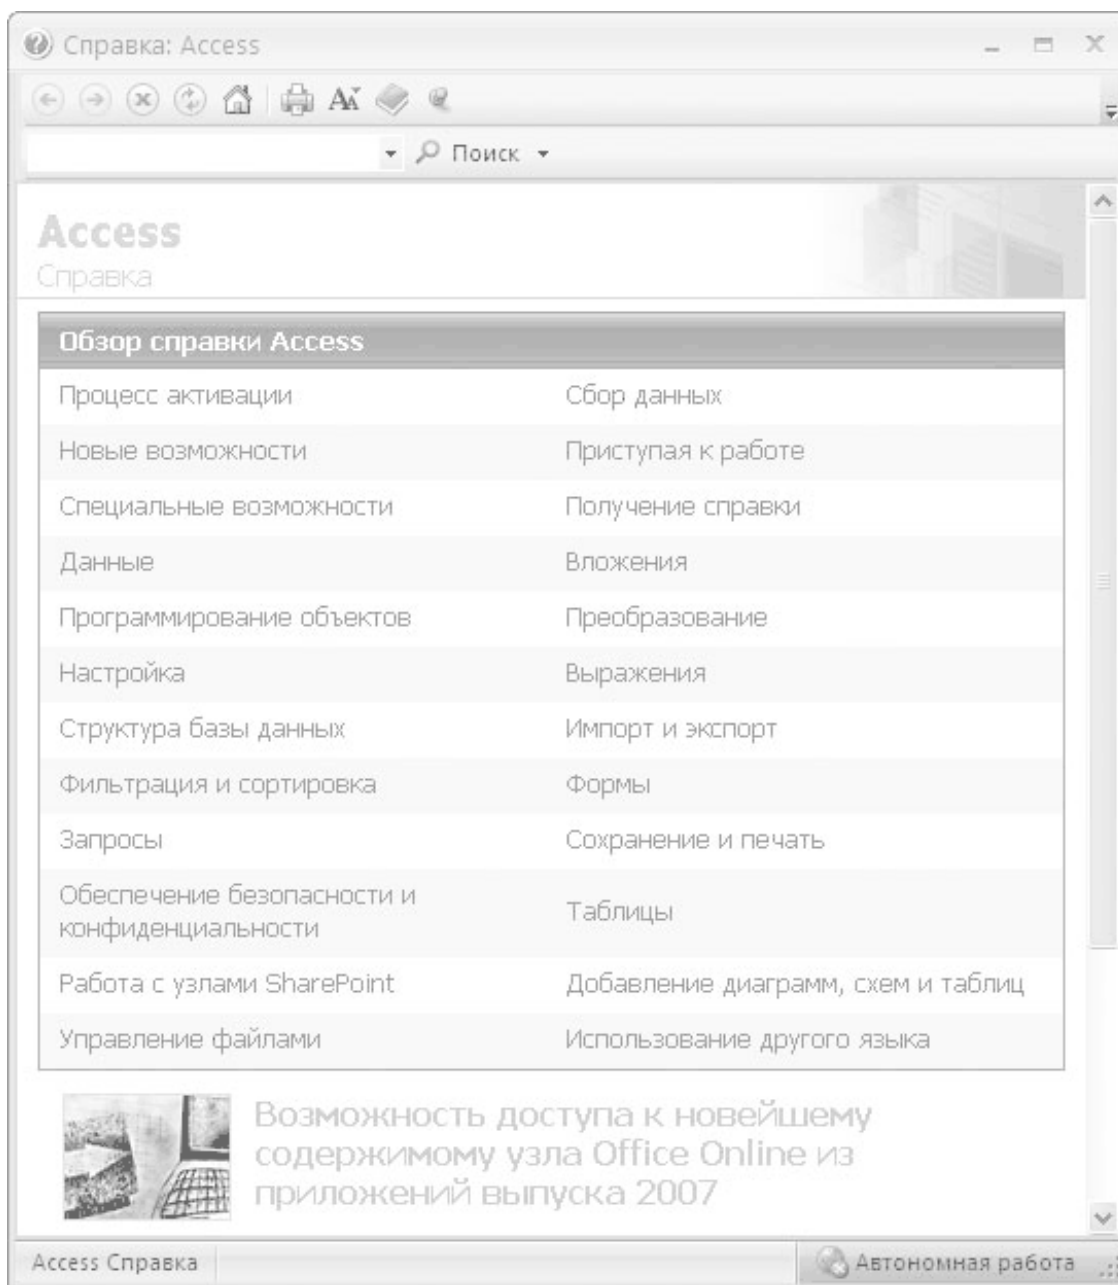 Справка: Access
Поиск
Access
Справка
Обзор справки Access
Процесс активации Сбор данных
Новые возможности Приступая к работе
Специальные возможности Получение справки
Данные Вложения
Программирование объектов Преобразование
Настройка Выражения
Структура базы данных Импорт и экспорт
Фильтрация и сортировка Формы
Запросы Сохранение и печать
Обеспечение безопасности и
конфиденциальности Таблицы
Работа с узлами SharePoint Добавление диаграмм, схем и таблиц
Управление файлами Использование другого языка
Возможность доступа к новейшему
содержимому узла Office Online из
приложений выпуска 2007
Access Справка Автономная работа